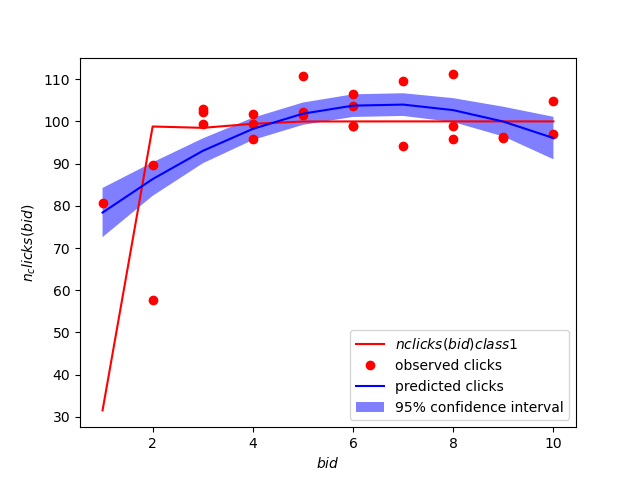 110
100
90
80
70
60
50
40
30
n_clicks(bid)
nclicks(bid)class1
observed clicks
predicted clicks
95% confidence interval
2
4
6
8
10
bid